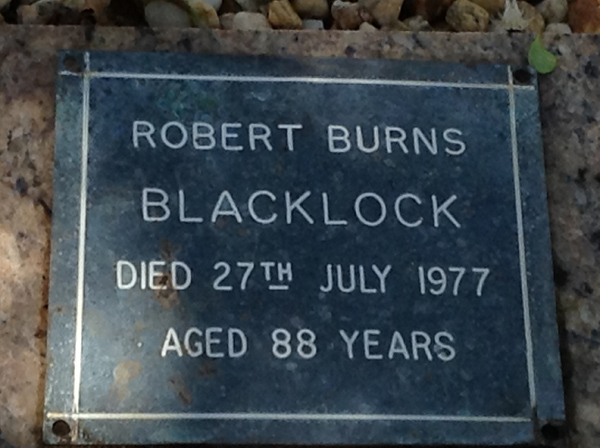 ROBERT BURNS
BLACKLOCK
DIED 27TH JULY 1977
AGED 88 YEARS